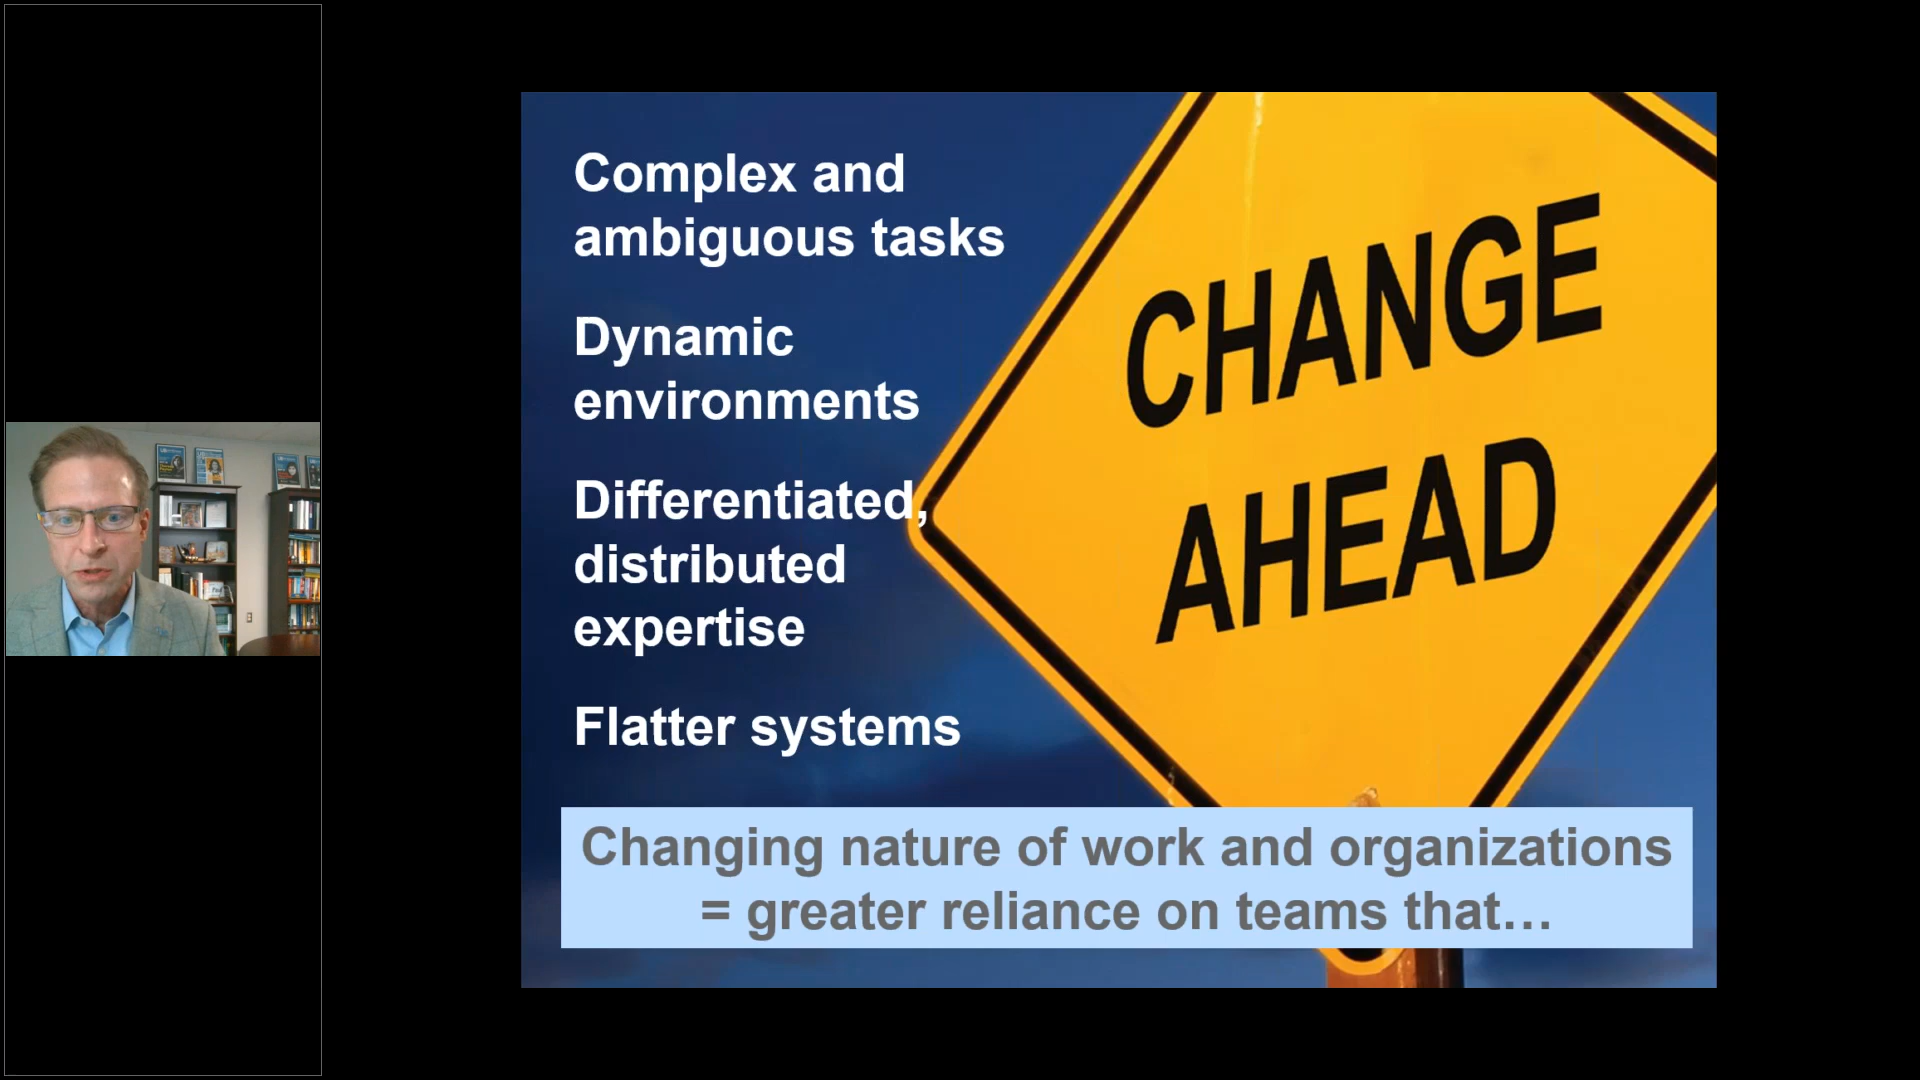 Complex and
ambiguous tasks
Dynamic
environments
Differentiated,
distributed
expertise
Flatter systems
CHANGE
AHEAD
Changing nature of work and organizations
= greater reliance on teams that…